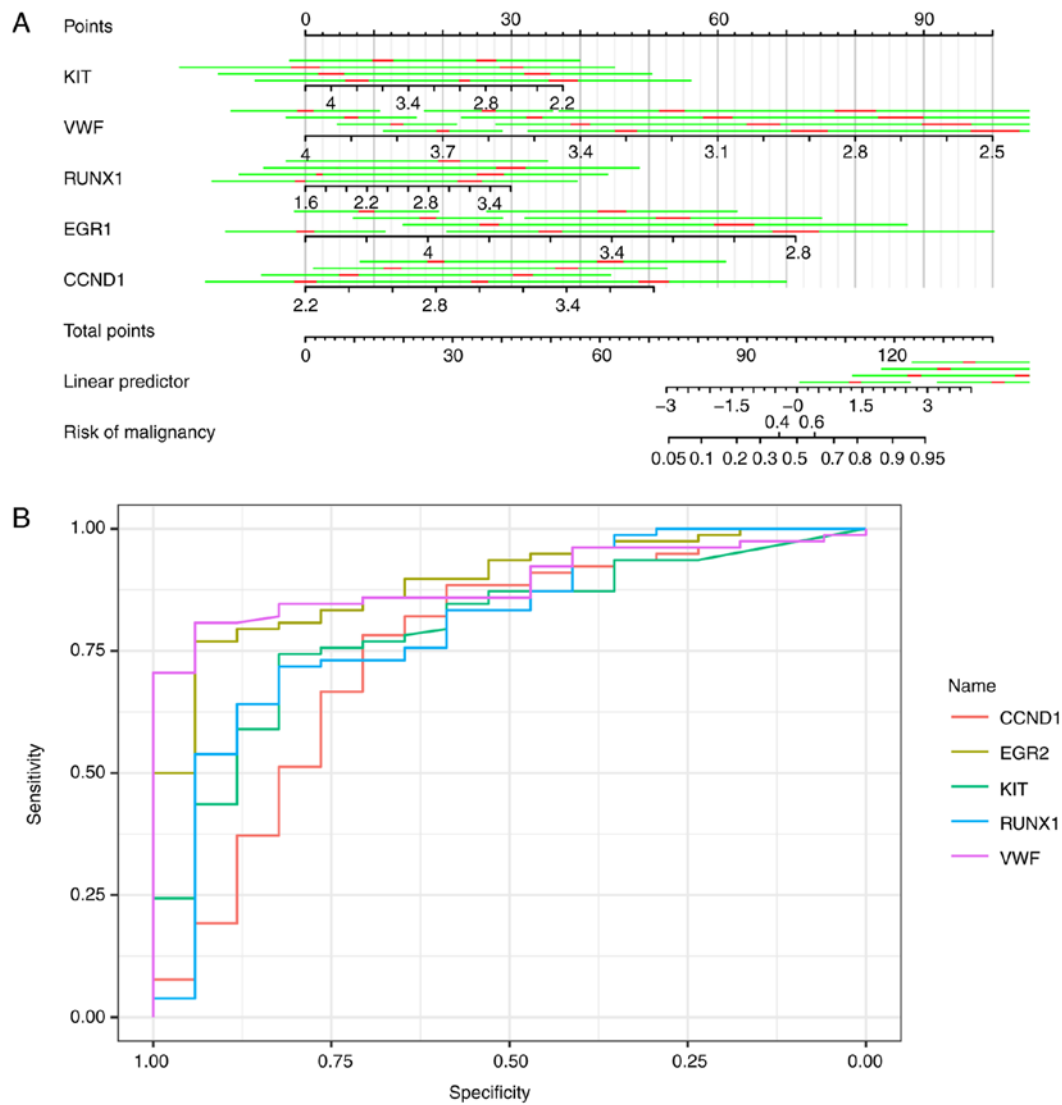 A
Points
0 30 60 90
KIT
4 3.4 2.8 2.2
VWF
4 3.7 3.4 3.1 2.8 2.5
RUNX1
1.6 2.2 2.8 3.4
EGR1
4 3.4 2.8
CCND1
2.2 2.8 3.4
Total points
0 30 60 90 120
Linear predictor
-3 -1.5 -0 1.5 3
0.4 0.6
Risk of malignancy
0.05 0.1 0.2 0.3 0.5 0.7 0.8 0.9 0.95
B
1.00
0.75
0.50
0.25
0.00
Sensitivity
1.00 0.75 0.50 0.25 0.00
Specificity
Name
CCND1
EGR2
KIT
RUNX1
VWF